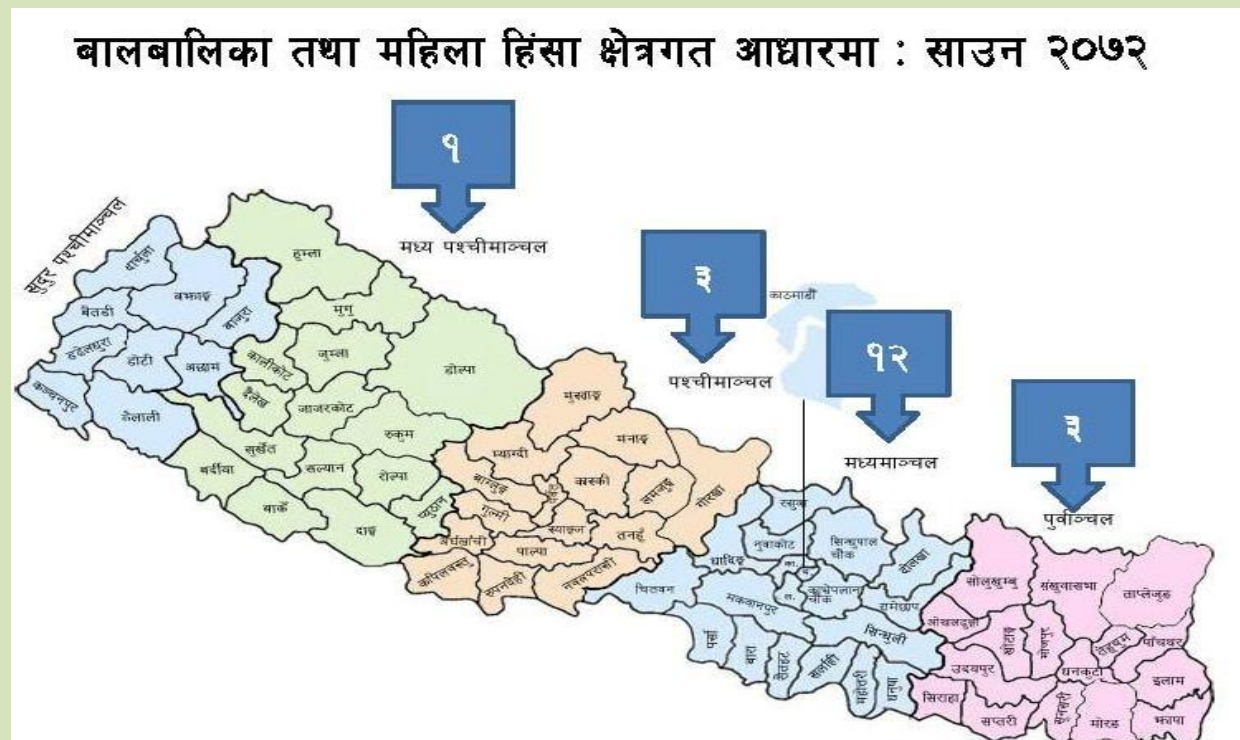 बालबालिका तथा महिला हिंसा क्षेत्रगत आधारमा : साउन २०७२
१
मध्य पश्चीमाञ्चल
सुदुर पश्चीमाञ्चल
३
पश्चीमाञ्चल
काठमाडौं
१२
मध्यमाञ्चल
३
पुर्वाञ्चल
दार्चुला
बैतडी
बझाङ
बाजुरा
डडेलधुरा
डोटी
अछाम
कञ्चनपुर
कैलाली
हुम्ला
मुगु
कालीकोट
जुम्ला
डोल्पा
दैलेख
जाजरकोट
रुकुम
सुर्खेत
बर्दीया
सल्यान
रोल्पा
बाकेँ
दाङ्ग
प्युठान
मुस्ताङ्ग
मनाङ्ग
म्याग्दी
बाग्लुङ्ग
कास्की
लमजुङ्ग
गोरखा
गुल्मी
स्याङ्जा
तनहुँ
अर्घाखाँची
पाल्पा
कपिलवस्तु
रुपनदेही
नवलपरासी
रसुवा
नुवाकोट
सिन्धुपाल
चौक
दोलखा
धादिङ्ग
का.
ल.
काभ्रेपलान
चौक
चितवन
मकवानपुर
रामेछाप
सिन्धुली
पर्सा
बारा
रौतहट
सर्लाही
महोत्तरी
धनुषा
सोलुखुम्बु
संखुवासभा
ताप्लेजुङ
ओखलढुङ्गा
खोटाङ्ग
भोजपुर
तेह्रथुम
पाँचथर
उदयपुर
धनकुटा
इलाम
सिराहा
सप्तरी
सुनसरी
मोरङ
झापा